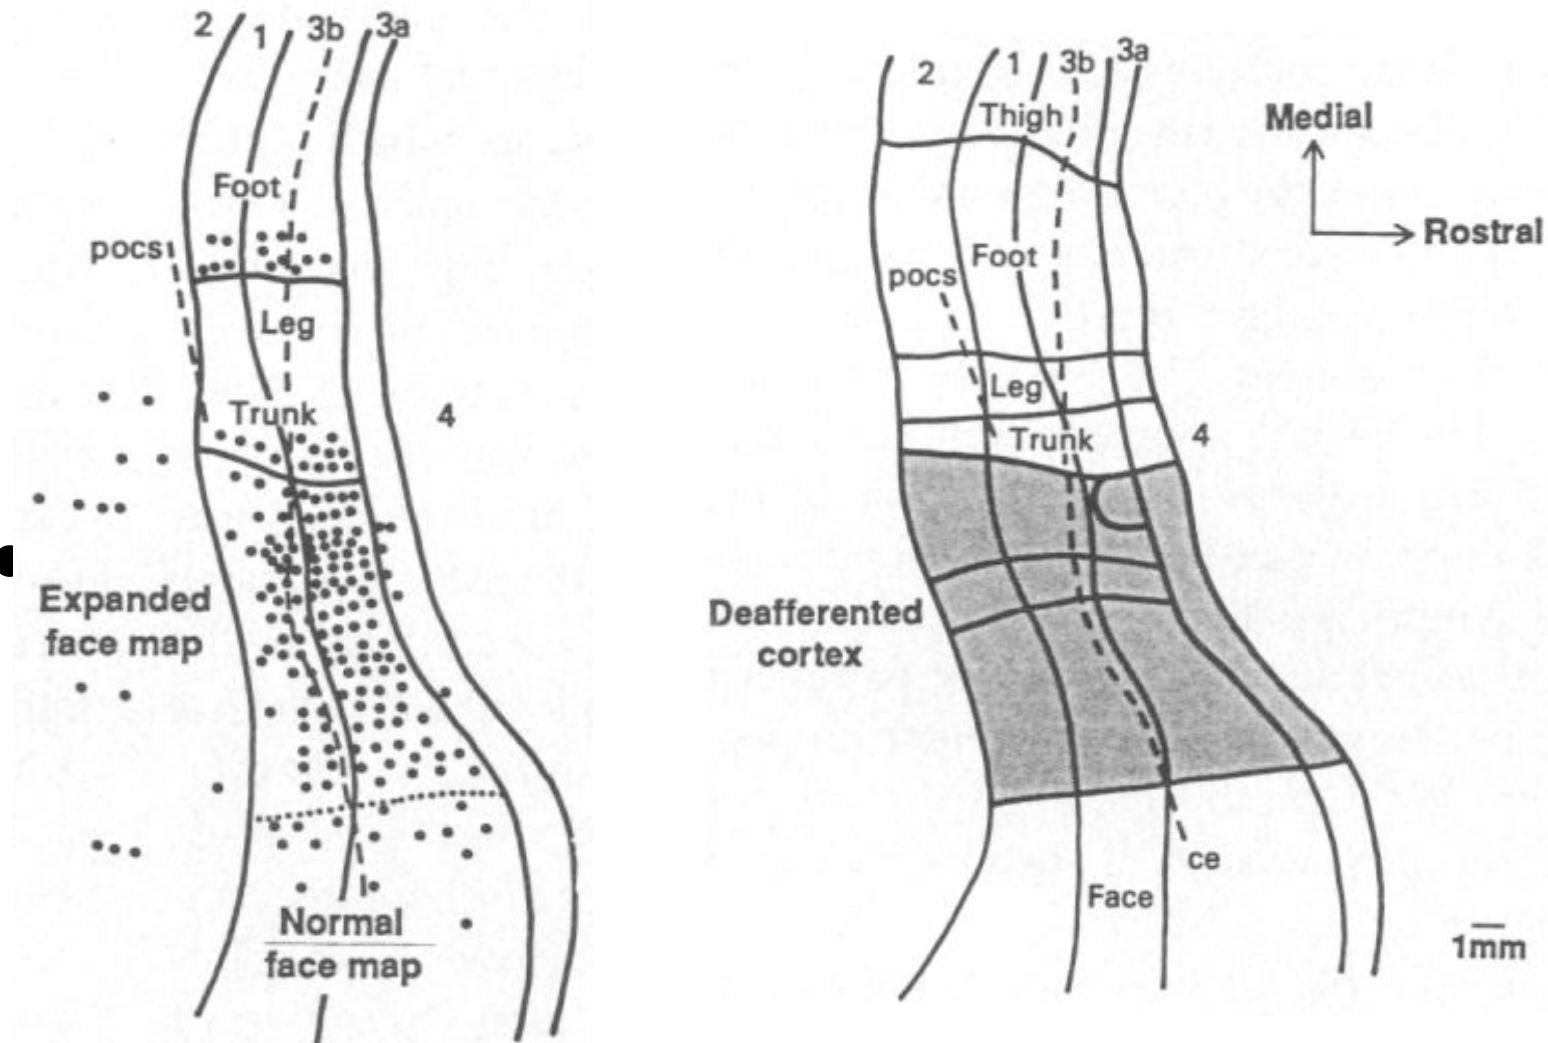 2 1 3b 3a
Foot
pocs
Leg
Trunk
4
Expanded
face map
Normal
face map
2 1 3b 3a
Thigh
Foot
pocs
Leg
Trunk
4
Deafferented
cortex
ce
Face
Medial
Rostral
1mm